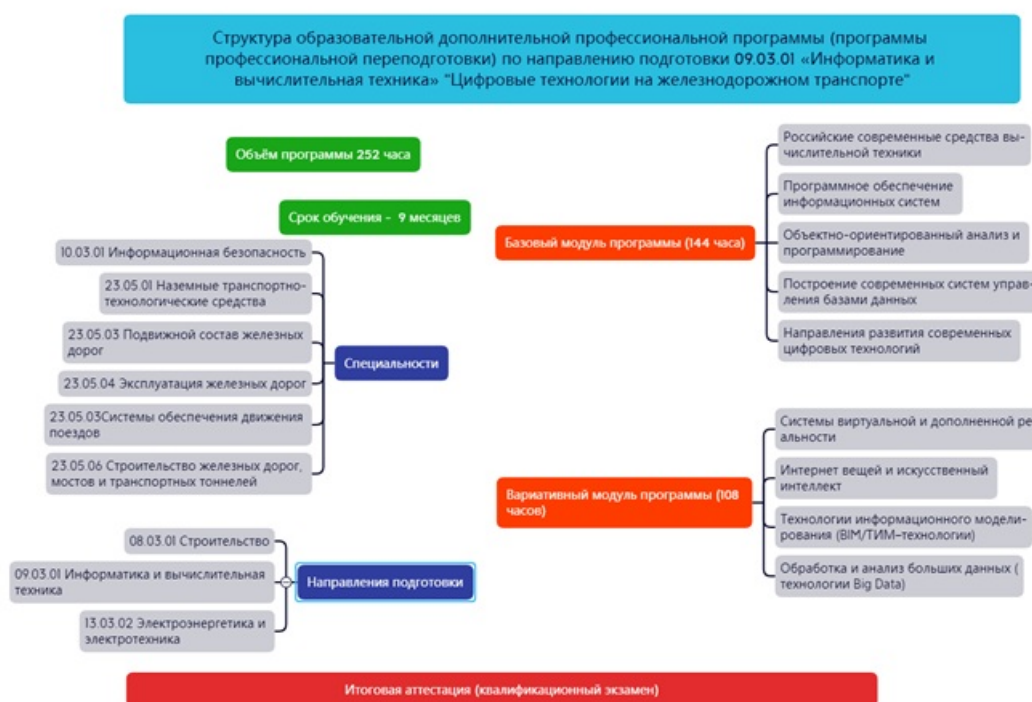 Структура образовательной дополнительной профессиональной программы (программы
профессиональной переподготовки) по направлению подготовки 09.03.01 «Информатика и
вычислительная техника» "Цифровые технологии на железнодорожном транспорте"
Объём программы 252 часа
Срок обучения - 9 месяцев
10.03.01 Информационная безопасность
23.05.01 Наземные транспортно-
технологические средства
23.05.03 Подвижной состав железных
дорог
23.05.04 Эксплуатация железных дорог
23.05.03Системы обеспечения движения
поездов
23.05.06 Строительство железных дорог,
мостов и транспортных тоннелей
Специальности
08.03.01 Строительство
09.03.01 Информатика и вычислительная
техника
13.03.02 Электроэнергетика и
электротехника
Направления подготовки
Базовый модуль программы (144 часа)
Российские современные средства вы-
числительной техники
Программное обеспечение
информационных систем
Объектно-ориентированный анализ и
программирование
Построение современных систем управ-
ления базами данных
Направления развития современных
цифровых технологий
Вариативный модуль программы (108
часов)
Системы виртуальной и дополненной ре
альности
Интернет вещей и искусственный
интеллект
Технологии информационного модели-
рования (BIM/ТИМ-технологии)
Обработка и анализ больших данных (
технологии Big Data)
Итоговая аттестация (квалификационный экзамен)